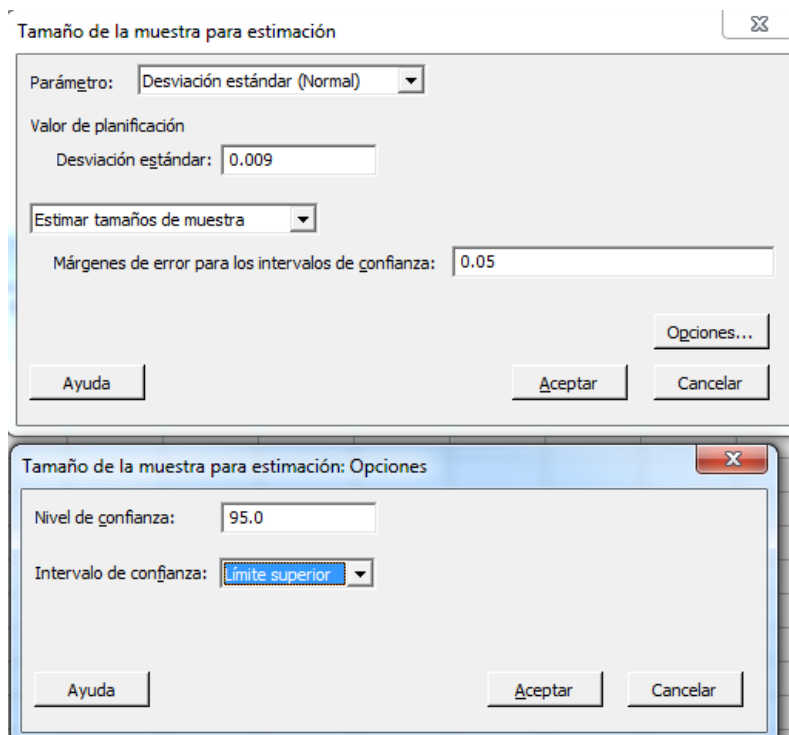 Tamaño de la muestra para estimación
Parámetro: Desviación estándar (Normal)
Valor de planificación
Desviación estándar: 0.009
Estimar tamaños de muestra
Márgenes de error para los intervalos de confianza: 0.05
Opciones...
Ayuda Aceptar Cancelar
Tamaño de la muestra para estimación: Opciones
Nivel de confianza: 95.0
Intervalo de confianza: Límite superior
Ayuda Aceptar Cancelar